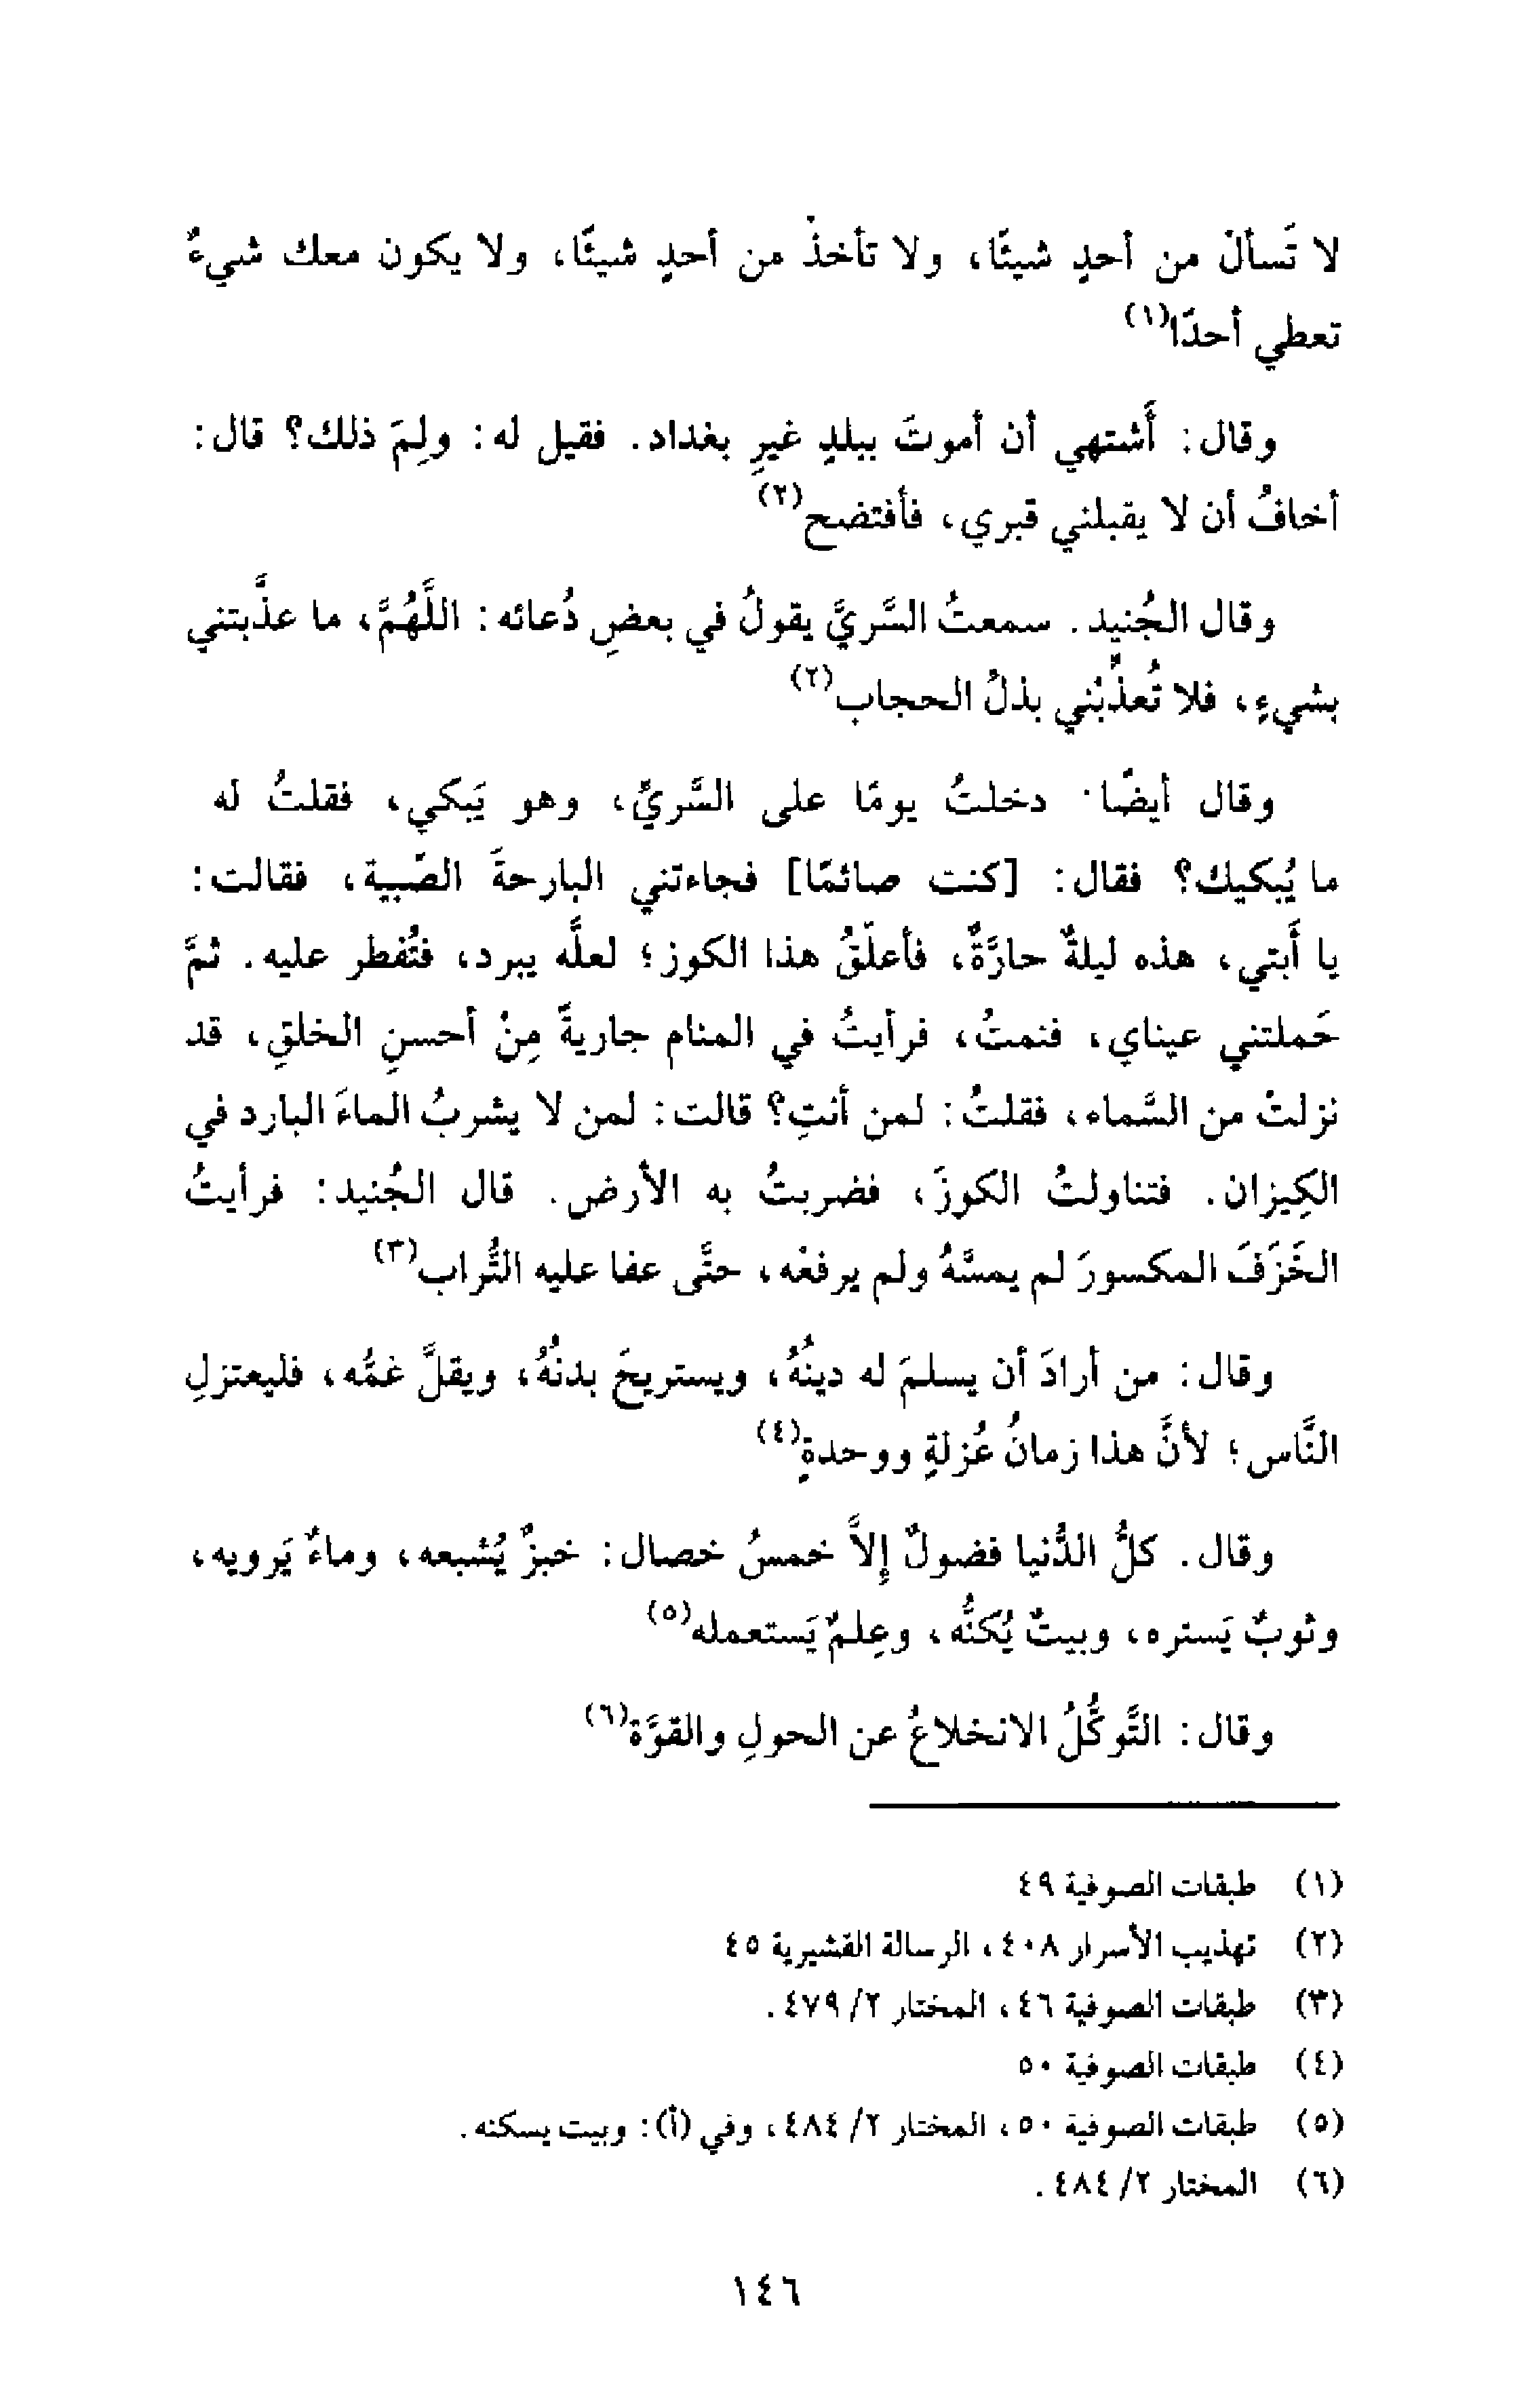 لا تَسألْ من أحدٍ شيئًا، ولا تأخذْ من أحدٍ شيئًا، ولا يكون معك شيءٌ
تعطي أحدًا(١)
وقال: أَشتهي أن أموتَ ببلدٍ غيرِ بغداد. فقيل له: ولِمَ ذلك؟ قال:
أخافُ أن لا يقبلني قبري، فأفتضح(٢)
وقال الجُنيد. سمعتُ السَّريَّ يقولُ في بعضِ دُعائه: اللَّهُمَّ، ما عذَّبتني
بشيءٍ، فلا تُعذِّبْني بذلِّ الحجاب(٢)
وقال أيضًا· دخلتُ يومًا على السَّريِّ، وهو يَبكي، فقلتُ له
ما يُبكيك؟ فقال: [كنت صائمًا] فجاءتني البارحةَ الصَّبية، فقالت:
يا أَبتي، هذه ليلةٌ حارَّةٌ، فأعلِّقُ هذا الكوز؛ لعلَّه يبرد، فتُفطر عليه. ثمَّ
حَملتني عيناي، فنمتُ، فرأيتُ في المنام جاريةً مِنْ أحسنِ الخلقِ، قد
نزلتْ من السَّماء، فقلتُ: لمن أنتِ؟ قالت: لمن لا يشربُ الماءَ البارد في
الكِيزان. فتناولتُ الكوزَ، فضربتُ به الأرض. قال الجُنيد: فرأيتُ
الخَزَفَ المكسورَ لم يمسَّهُ ولم يرفعْه، حتَّى عفا عليه التُّراب(٣)
وقال: من أرادَ أن يسلمَ له دينُهُ، ويستريحَ بدنُهُ، ويقلَّ غمُّه، فليعتزلِ
النَّاس؛ لأنَّ هذا زمانُ عُزلةٍ ووحدةٍ(٤)
وقال. كلُّ الدُّنيا فضولٌ إلاَّ خمسُ خصال: خبزٌ يُشبعه، وماءٌ يَرويه،
وثوبٌ يَستره، وبيتٌ يُكنُّه، وعِلمٌ يَستعمله(٥)
وقال: التَّوكُّلُ الانخلاعُ عن الحولِ والقوَّة(٦)
(١) طبقات الصوفية ٤٩
(٢) تهذيب الأسرار ٤٠٨، الرسالة القشيرية ٤٥
(٣) طبقات الصوفية ٤٦، المختار ٢/ ٤٧٩.
(٤) طبقات الصوفية ٥٠
(٥) طبقات الصوفية ٥٠، المختار ٢/ ٤٨٤، وفي (أ): وبيت يسكنه.
(٦) المختار ٢/ ٤٨٤.
١٤٦